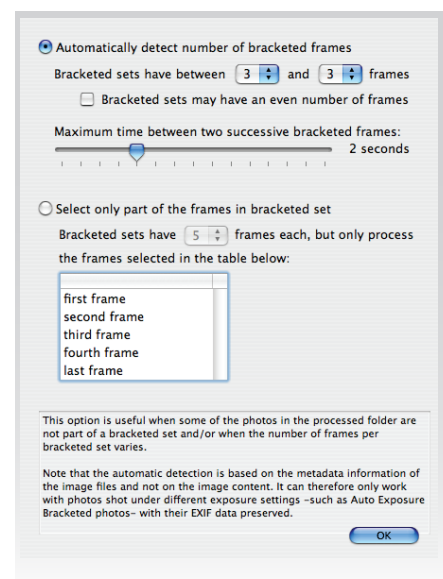 Automatically detect number of bracketed frames
Bracketed sets have between 3 and 3 frames
Bracketed sets may have an even number of frames
Maximum time between two successive bracketed frames:
2 seconds
Select only part of the frames in bracketed set
Bracketed sets have 5 frames each, but only process
the frames selected in the table below:
first frame
second frame
third frame
fourth frame
last frame
This option is useful when some of the photos in the processed folder are
not part of a bracketed set and/or when the number of frames per
bracketed set varies.
Note that the automatic detection is based on the metadata information of
the image files and not on the image content. It can therefore only work
with photos shot under different exposure settings –such as Auto Exposure
Bracketed photos– with their EXIF data preserved.
OK